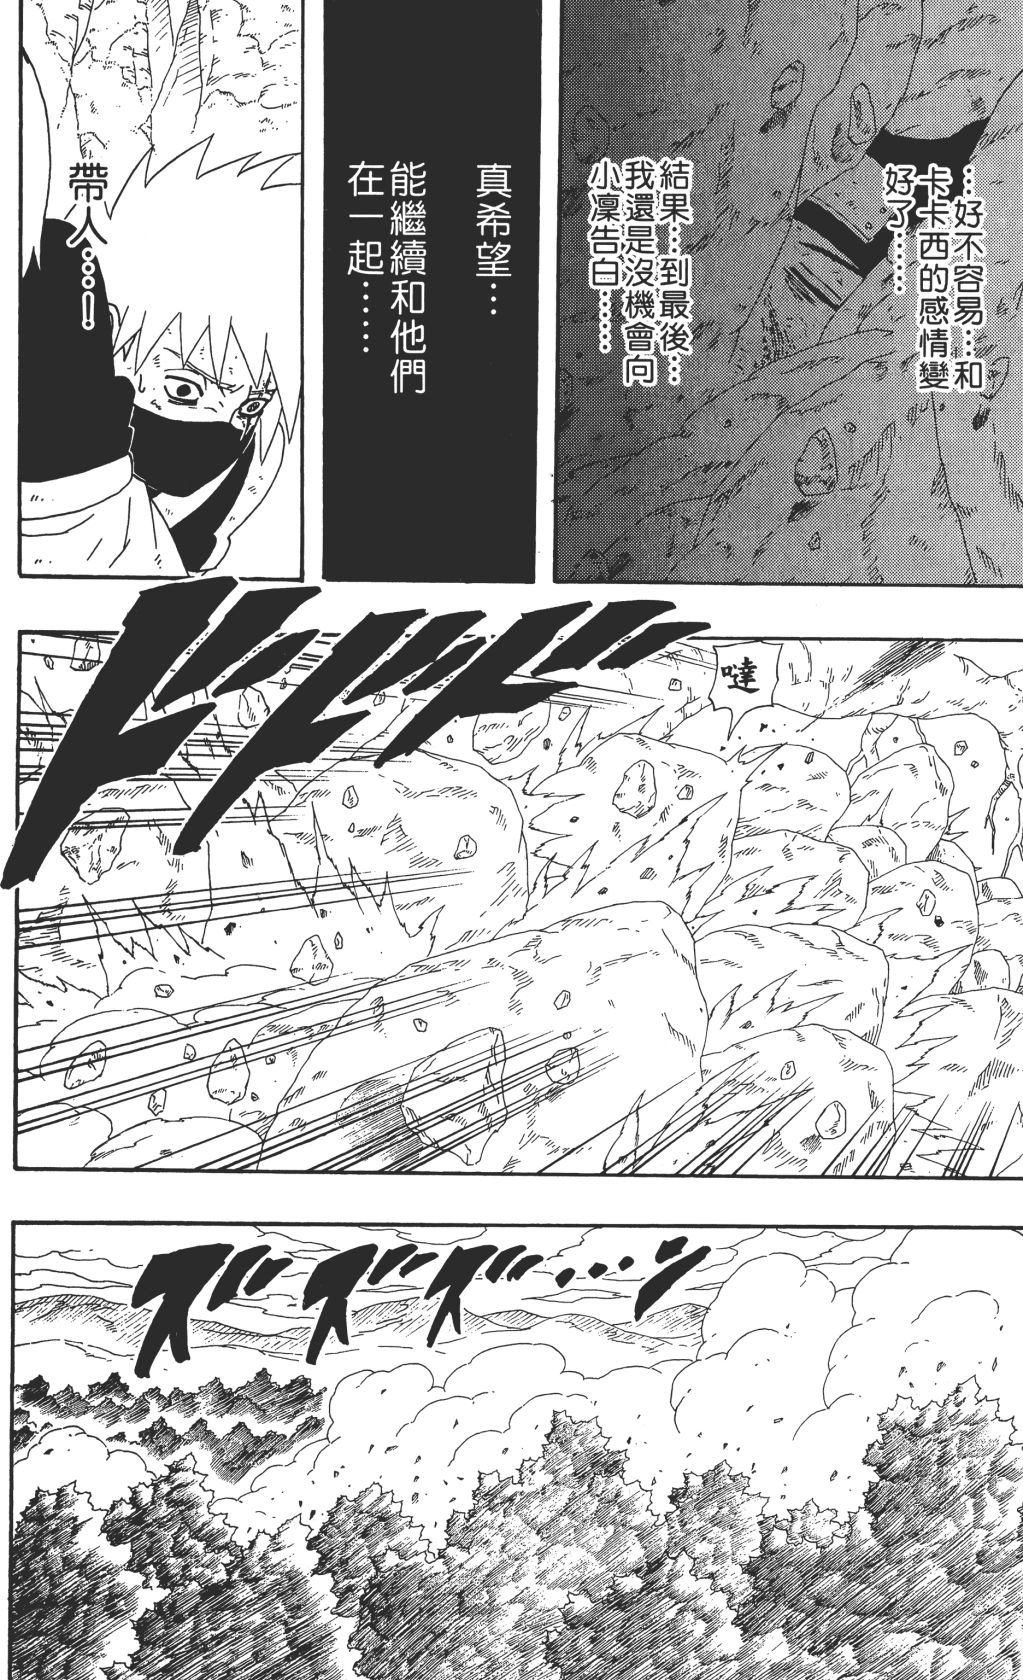 …好不容易…和
卡卡西的感情變
好了……
結果…到最後…
我還是沒機會向
小凜告白……
真希望…
能繼續和他們
在一起……
帶人……!
噠
ドドド
ズズズ…ン